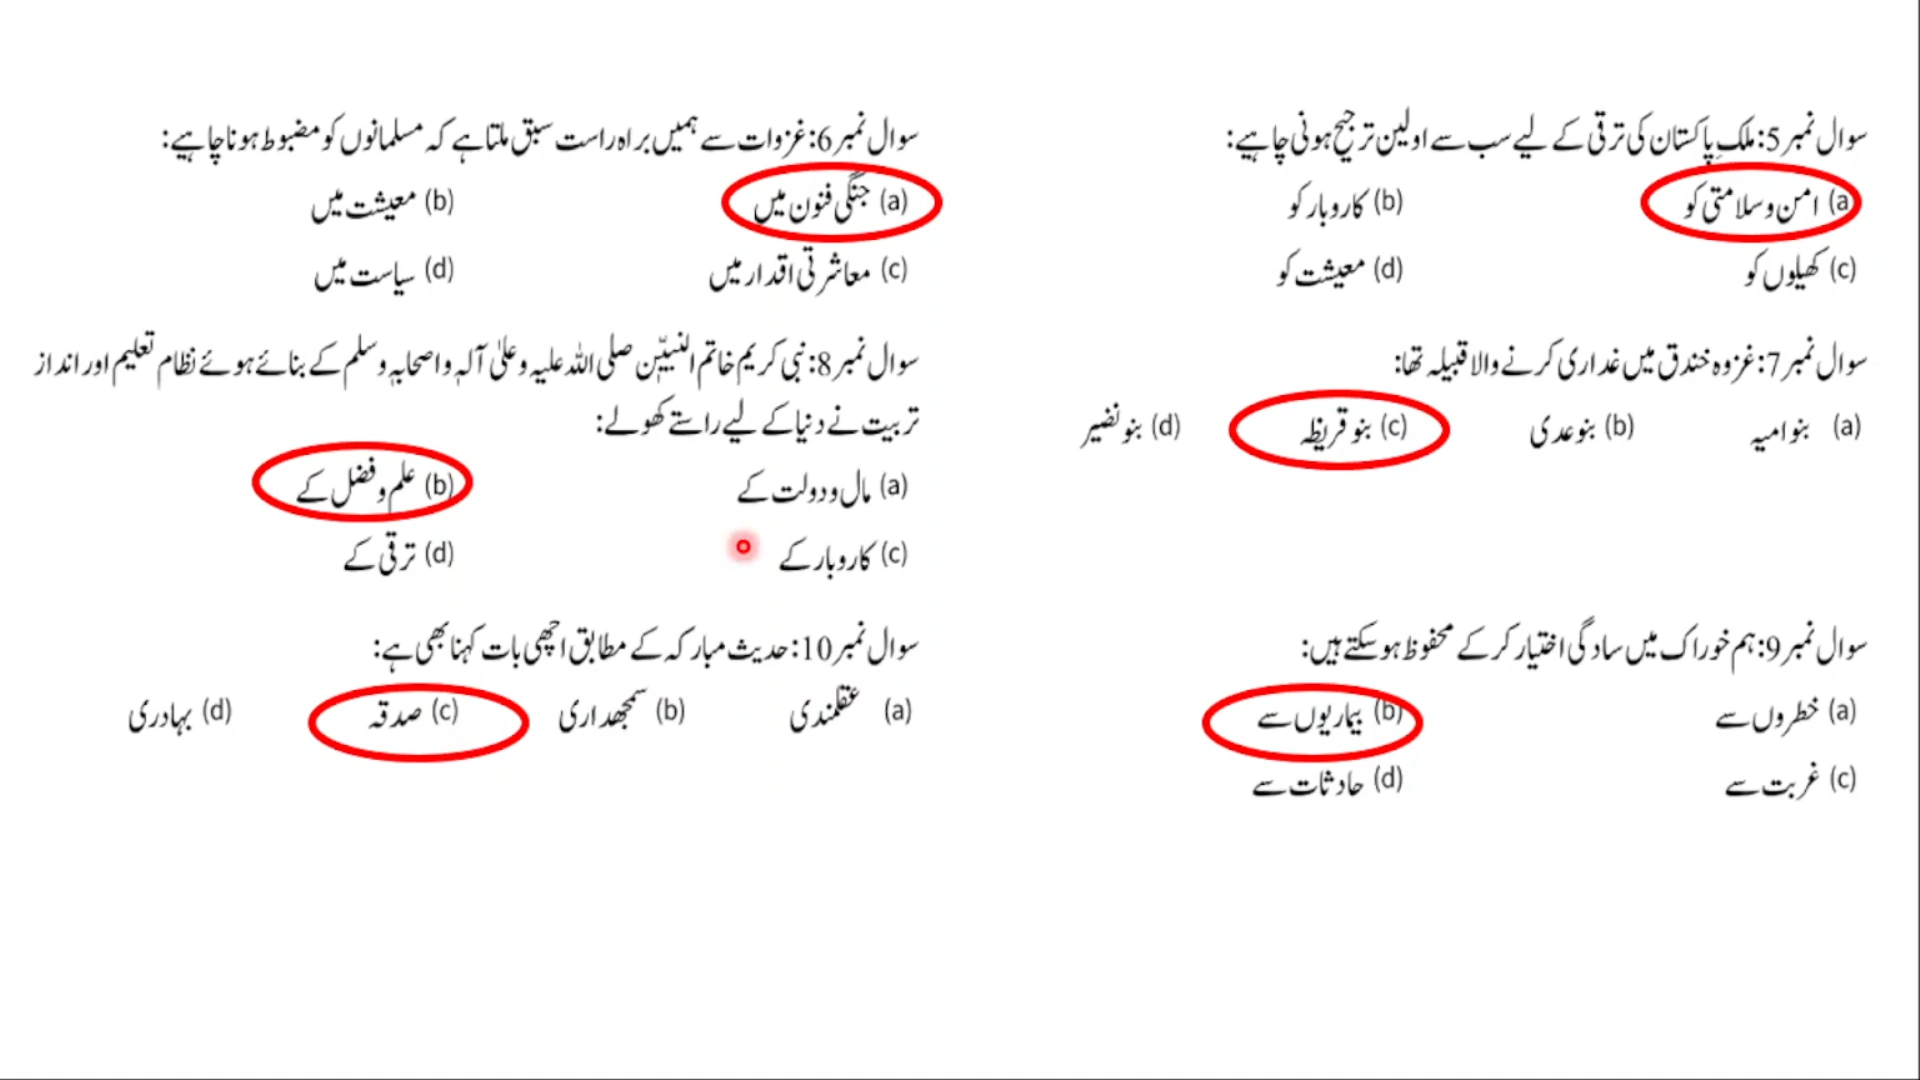 سوال نمبر 5: ملکِ پاکستان کی ترقی کے لیے سب سے اولین ترجیح ہونی چاہیے:
(a) امن و سلامتی کو (b) کاروبار کو
(c) کھیلوں کو (d) معیشت کو
سوال نمبر 6: غزوات سے ہمیں براہ راست سبق ملتا ہے کہ مسلمانوں کو مضبوط ہونا چاہیے:
(a) جنگی فنون میں (b) معیشت میں
(c) معاشرتی اقدار میں (d) سیاست میں
سوال نمبر 7: غزوہ خندق میں غداری کرنے والا قبیلہ تھا:
(a) بنو امیہ (b) بنو عدی (c) بنو قریظہ (d) بنو نضیر
سوال نمبر 8: نبی کریم خاتم النبیّٖن صلی اللہ علیہ وعلیٰ آلہٖ واصحابہٖ وسلم کے بنائے ہوئے نظام تعلیم اور انداز
تربیت نے دنیا کے لیے راستے کھولے:
(a) مال و دولت کے (b) علم و فضل کے
(c) کاروبار کے (d) ترقی کے
سوال نمبر 9: ہم خوراک میں سادگی اختیار کر کے محفوظ ہو سکتے ہیں:
(a) خطروں سے (b) بیماریوں سے
(c) غربت سے (d) حادثات سے
سوال نمبر 10: حدیث مبارکہ کے مطابق اچھی بات کہنا بھی ہے:
(a) عقلمندی (b) سمجھداری (c) صدقہ (d) بہادری